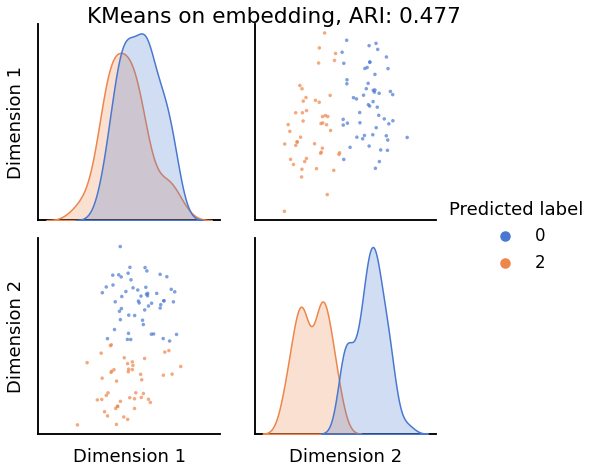 KMeans on embedding, ARI: 0.477
Dimension 1
Predicted label
0
2
Dimension 2
Dimension 1
Dimension 2